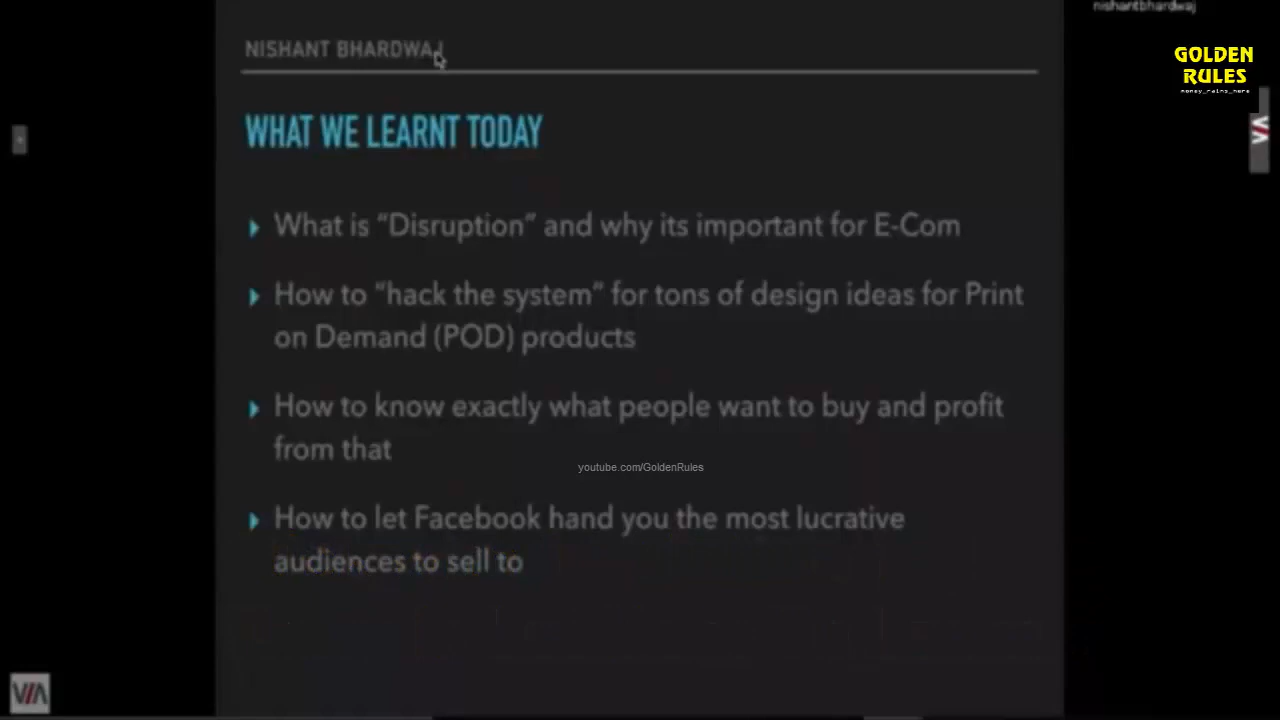 nishantbhardwaj
NISHANT BHARDWAJ
GOLDEN
RULES
money_rains_here
WHAT WE LEARNT TODAY
What is “Disruption” and why its important for E-Com
How to “hack the system” for tons of design ideas for Print
on Demand (POD) products
How to know exactly what people want to buy and profit
from that
youtube.com/GoldenRules
How to let Facebook hand you the most lucrative
audiences to sell to
VIA